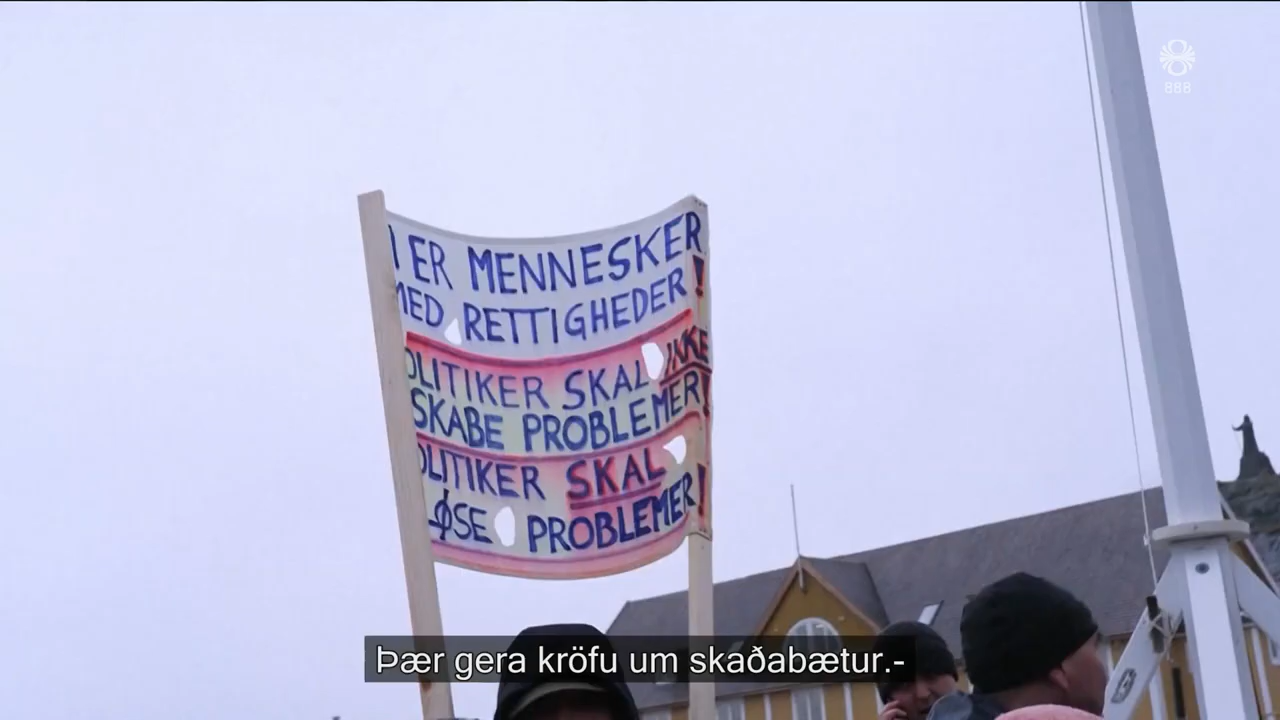 888
ER MENNESKER
MED RETTIGHEDER!
OLITIKER SKAL IKKE
SKABE PROBLEMER!
OLITIKER SKAL
LØSE PROBLEMER!
Þær gera kröfu um skaðabætur.-